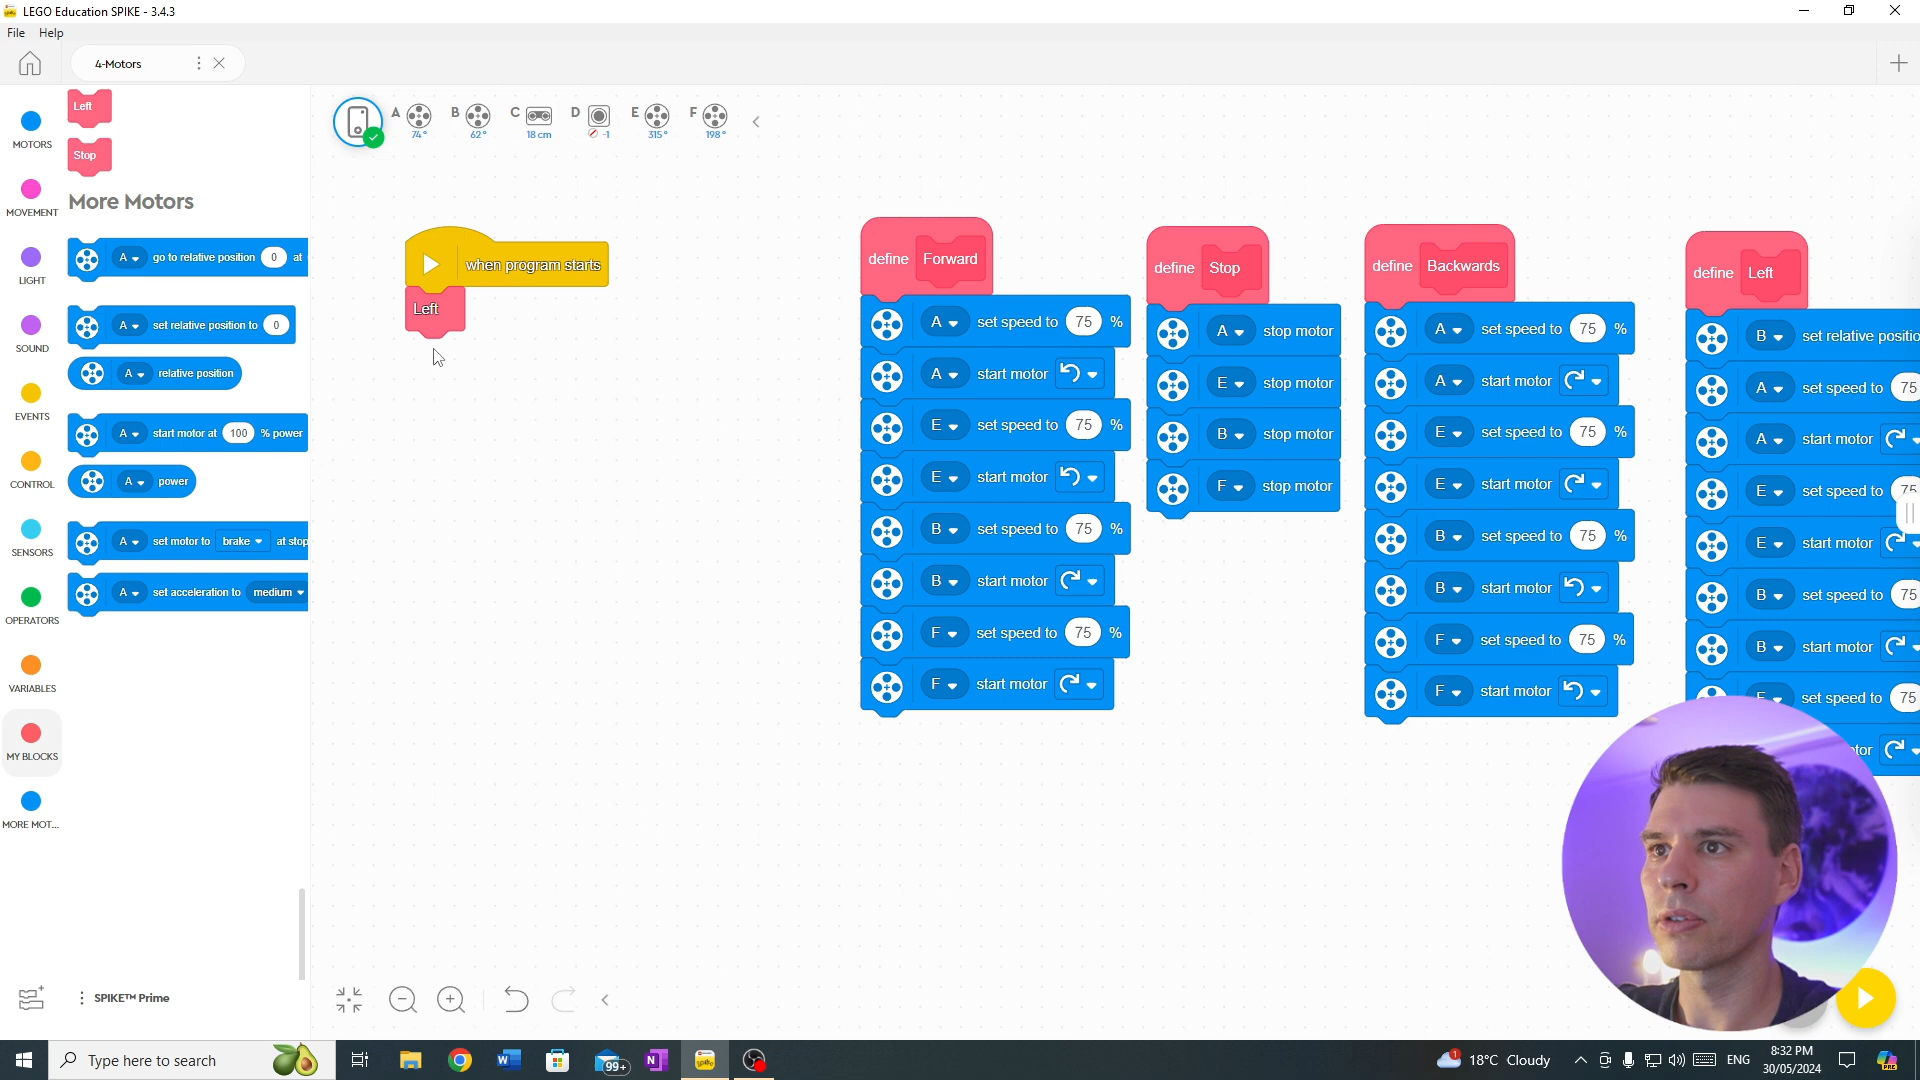 LEGO Education SPIKE - 3.4.3
File Help
4-Motors
MOTORS
MOVEMENT
LIGHT
SOUND
EVENTS
CONTROL
SENSORS
OPERATORS
VARIABLES
MY BLOCKS
MORE MOT...
Left
Stop
More Motors
A go to relative position 0 at
A set relative position to 0
A relative position
A start motor at 100 % power
A power
A set motor to brake at stop
A set acceleration to medium
SPIKE™ Prime
A 74° B 62° C 18 cm D -1 E 315° F 198°
when program starts
Left
define Forward
A set speed to 75 %
A start motor
E set speed to 75 %
E start motor
B set speed to 75 %
B start motor
F set speed to 75 %
F start motor
define Stop
A stop motor
E stop motor
B stop motor
F stop motor
define Backwards
A set speed to 75 %
A start motor
E set speed to 75 %
E start motor
B set speed to 75 %
B start motor
F set speed to 75 %
F start motor
define Left
B set relative positio
A set speed to 75
A start motor
E set speed to 75
E start motor
B set speed to 75
B start motor
set speed to 75
Type here to search
99+
18°C Cloudy
ENG
8:32 PM
30/05/2024